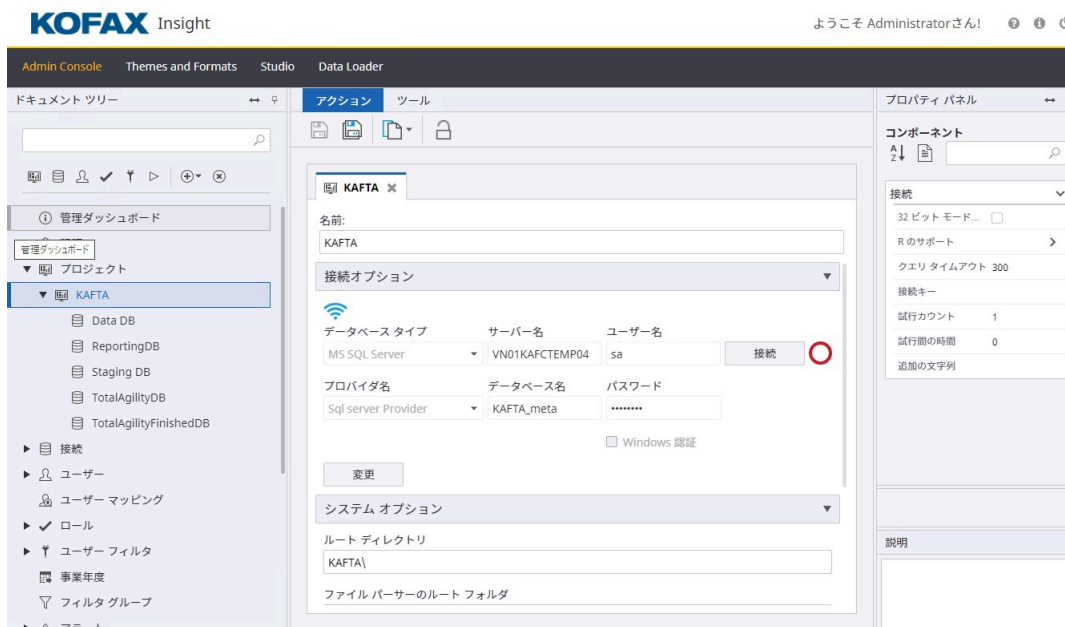 KOFAX Insight
ようこそ Administratorさん!
Admin Console Themes and Formats Studio Data Loader
ドキュメント ツリー
管理ダッシュボード
管理ダッシュボード
プロジェクト
KAFTA
Data DB
ReportingDB
Staging DB
TotalAgilityDB
TotalAgilityFinishedDB
接続
ユーザー
ユーザー マッピング
ロール
ユーザー フィルタ
事業年度
フィルタ グループ
アクション ツール
KAFTA
名前:
KAFTA
接続オプション
データベース タイプ サーバー名 ユーザー名
MS SQL Server VN01KAFCTEMP04 sa 接続
プロバイダ名 データベース名 パスワード
Sql server Provider KAFTA_meta ••••••••
Windows 認証
変更
システム オプション
ルート ディレクトリ
KAFTA\
ファイル パーサーのルート フォルダ
プロパティ パネル
コンポーネント
接続
32 ビット モード...
R のサポート
クエリ タイムアウト 300
接続キー
試行カウント 1
試行間の時間 0
追加の文字列
説明